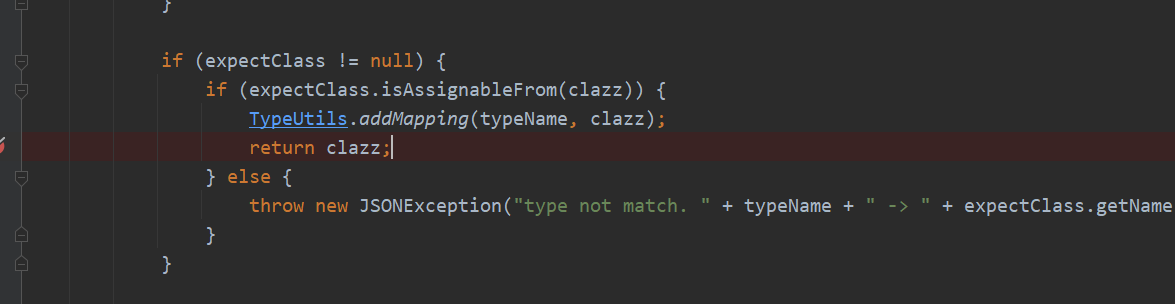 }
if (expectClass != null) {
if (expectClass.isAssignableFrom(clazz)) {
TypeUtils.addMapping(typeName, clazz);
return clazz;
} else {
throw new JSONException("type not match. " + typeName + " -> " + expectClass.getName
}
}